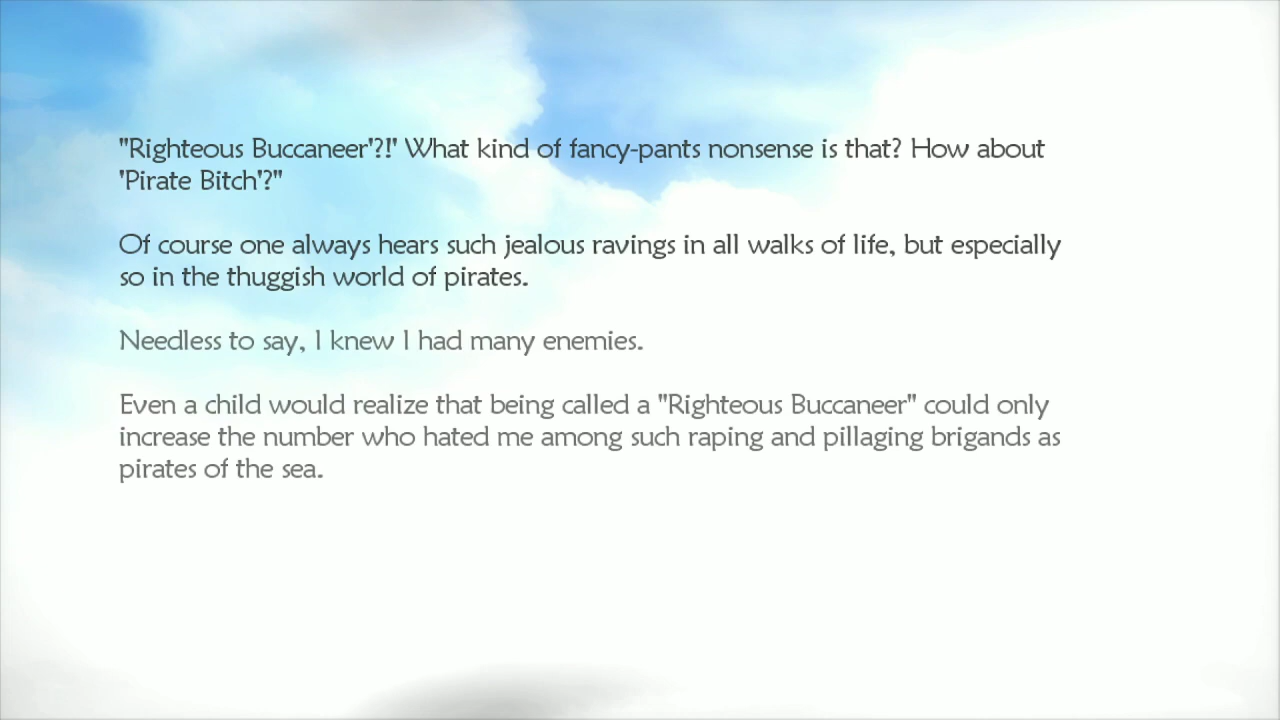 "Righteous Buccaneer'?!' What kind of fancy-pants nonsense is that? How about
'Pirate Bitch'?"
Of course one always hears such jealous ravings in all walks of life, but especially
so in the thuggish world of pirates.
Needless to say, I knew I had many enemies.
Even a child would realize that being called a "Righteous Buccaneer" could only
increase the number who hated me among such raping and pillaging brigands as
pirates of the sea.